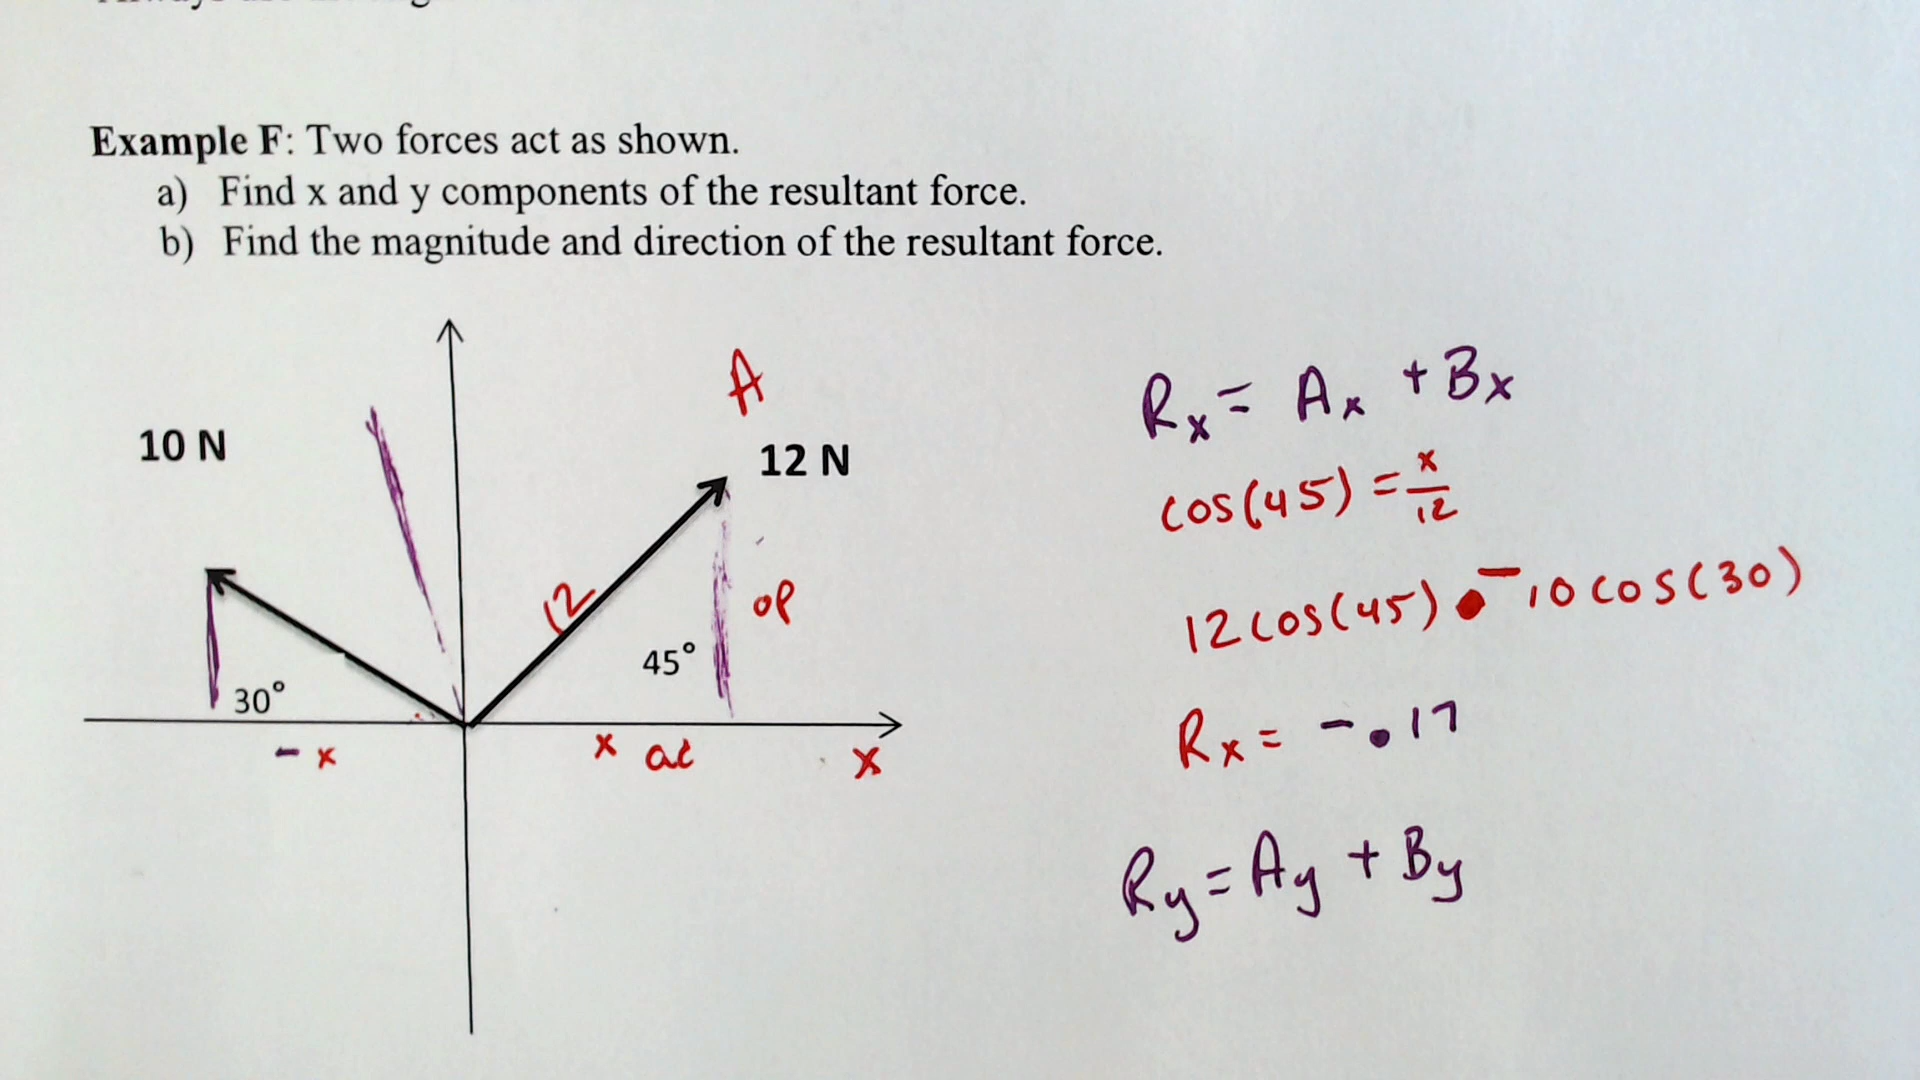 Example F: Two forces act as shown.
a) Find x and y components of the resultant force.
b) Find the magnitude and direction of the resultant force.
A
10 N
12 N
12
op
45°
30°
- x
x ad
x
Rx = Ax + Bx
cos(45) = x/12
12cos(45) • -10cos(30)
Rx = -.17
Ry = Ay + By